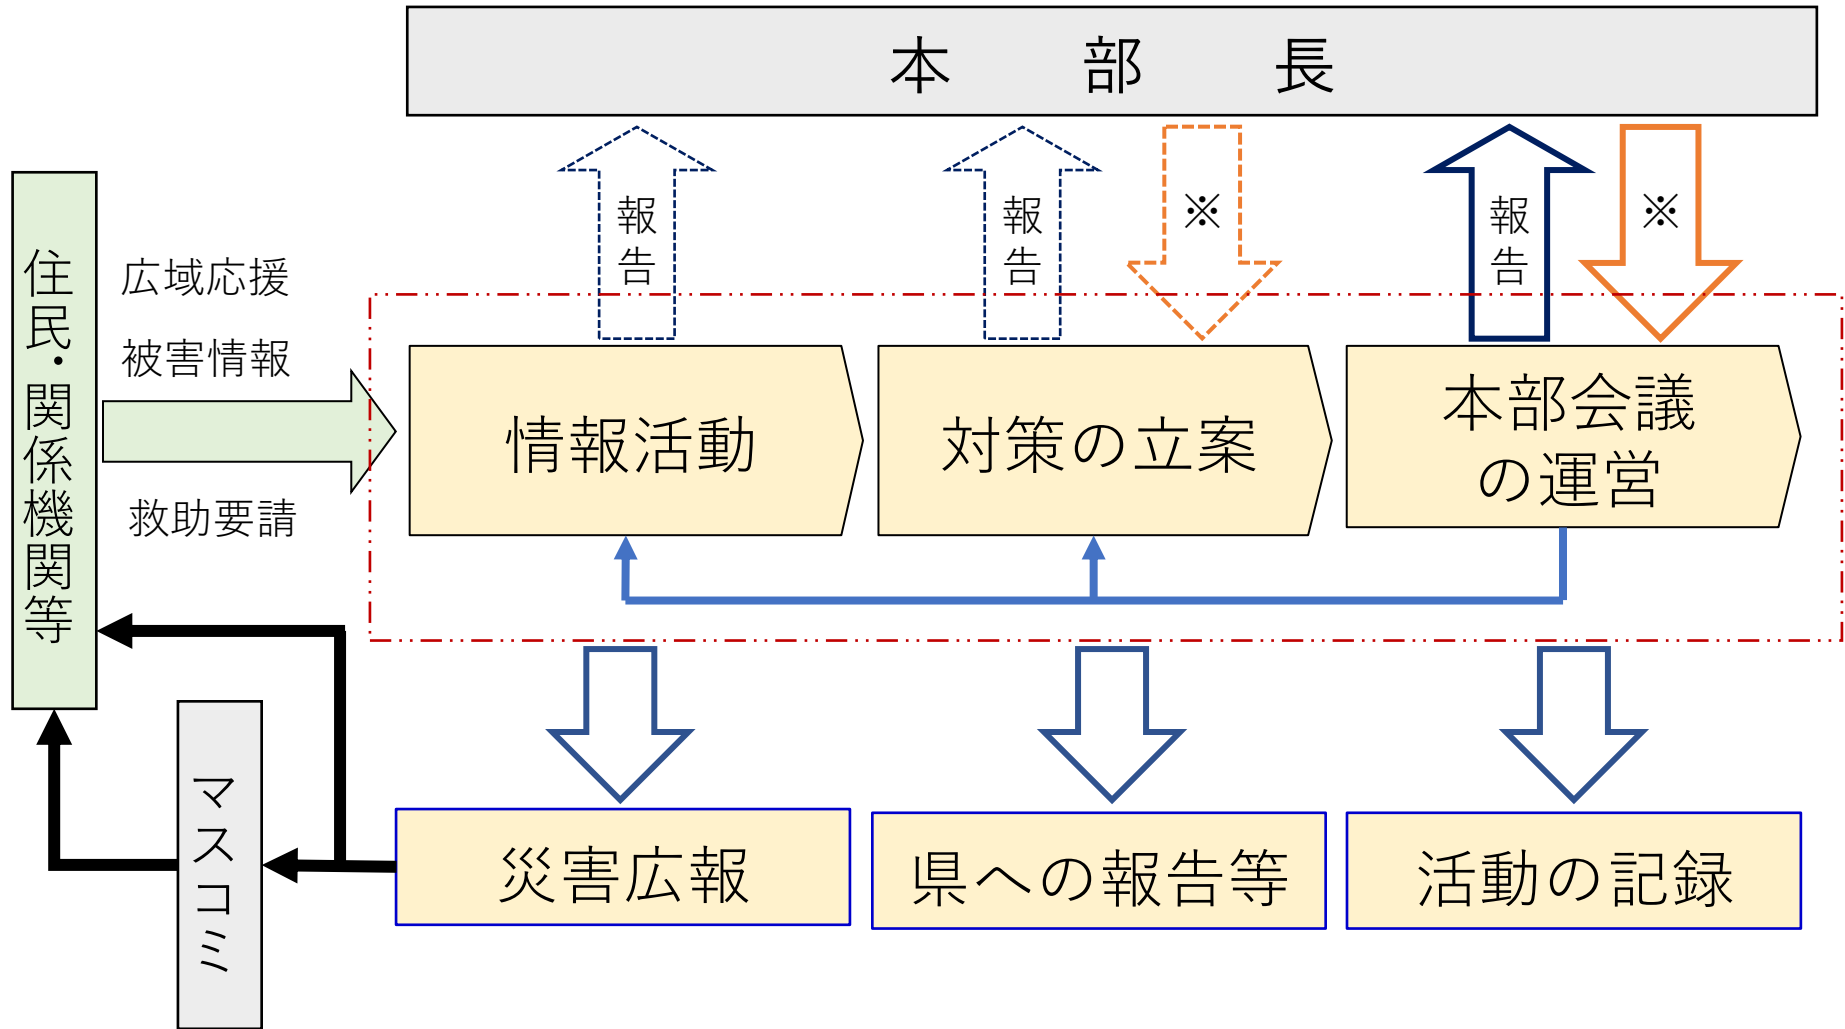 本部長
報告
報告
※
報告
※
住民・関係機関等
広域応援
被害情報
救助要請
情報活動
対策の立案
本部会議
の運営
マスコミ
災害広報
県への報告等
活動の記録